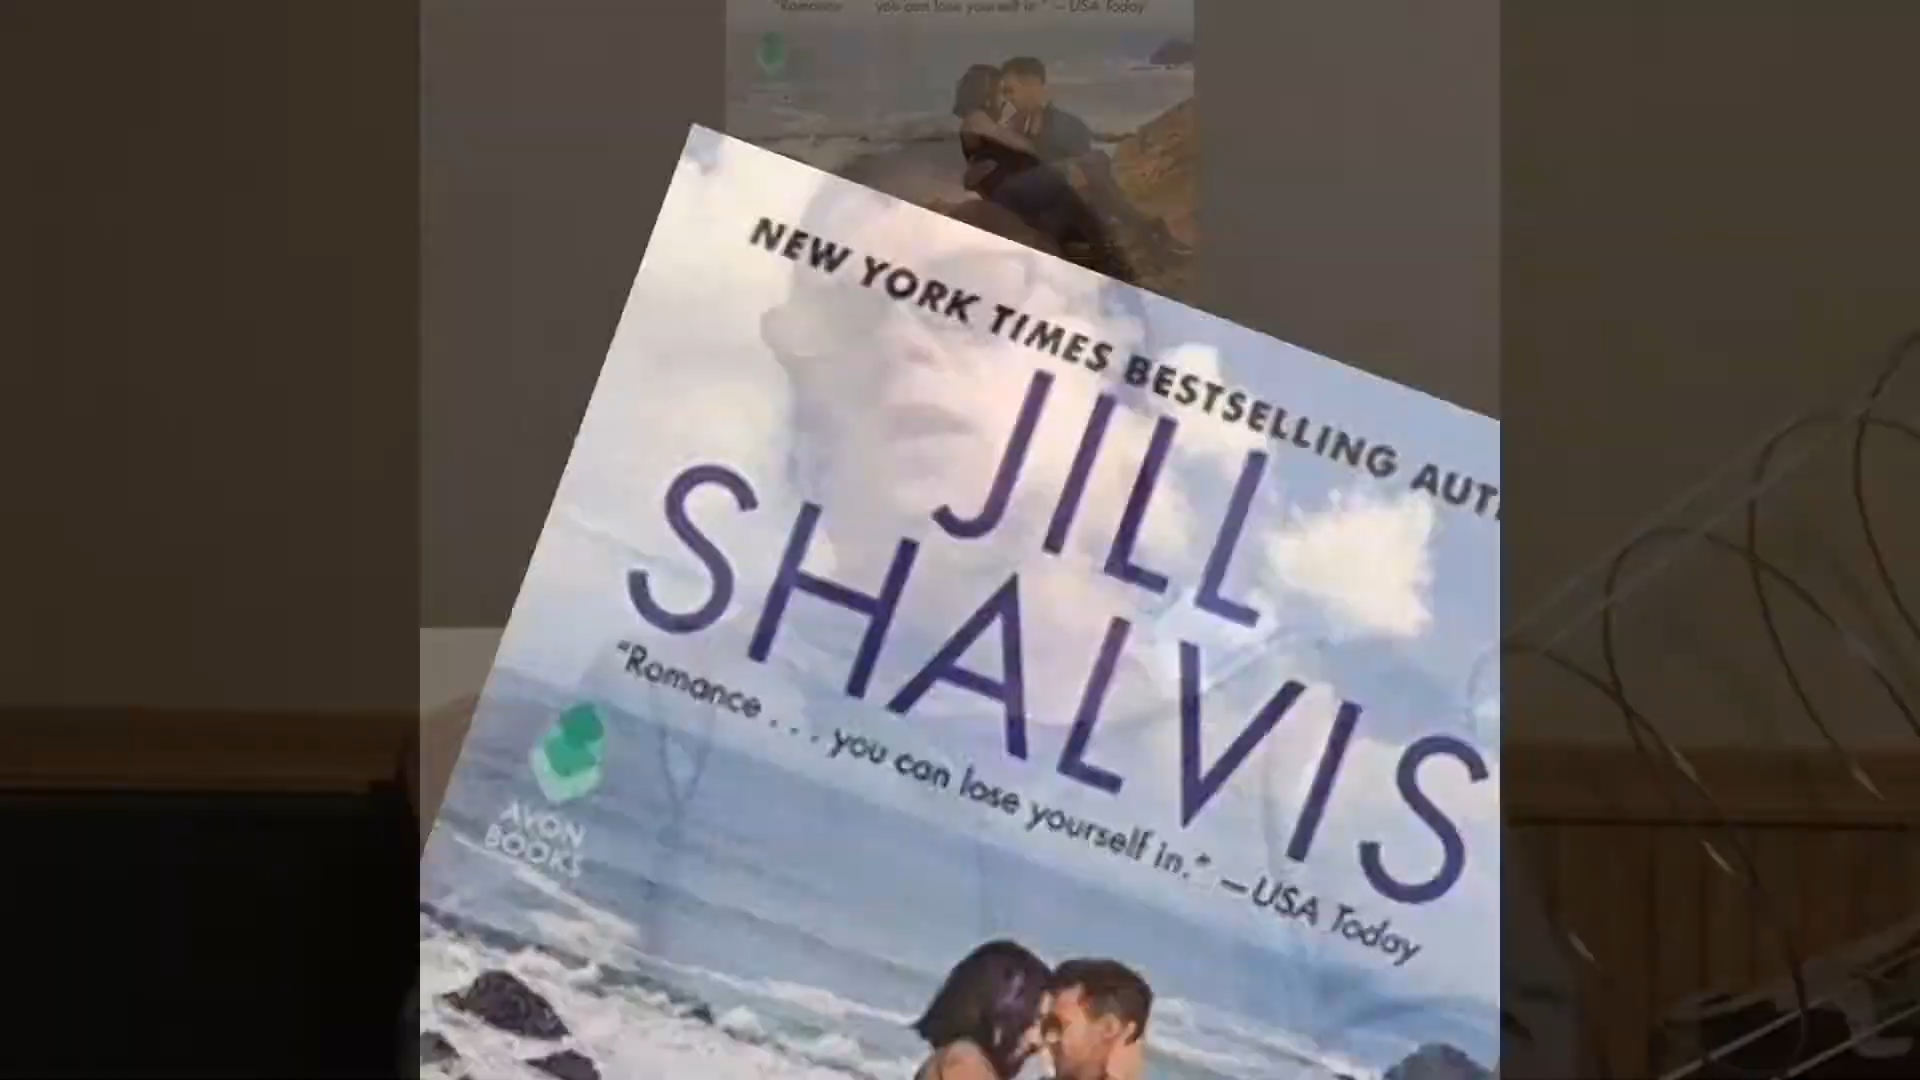 "Romance you can lose yourself in." – USA Today
NEW YORK TIMES BESTSELLING AUT
JILL
SHALVIS
"Romance . . . you can lose yourself in." —USA Today
AVON
BOOKS